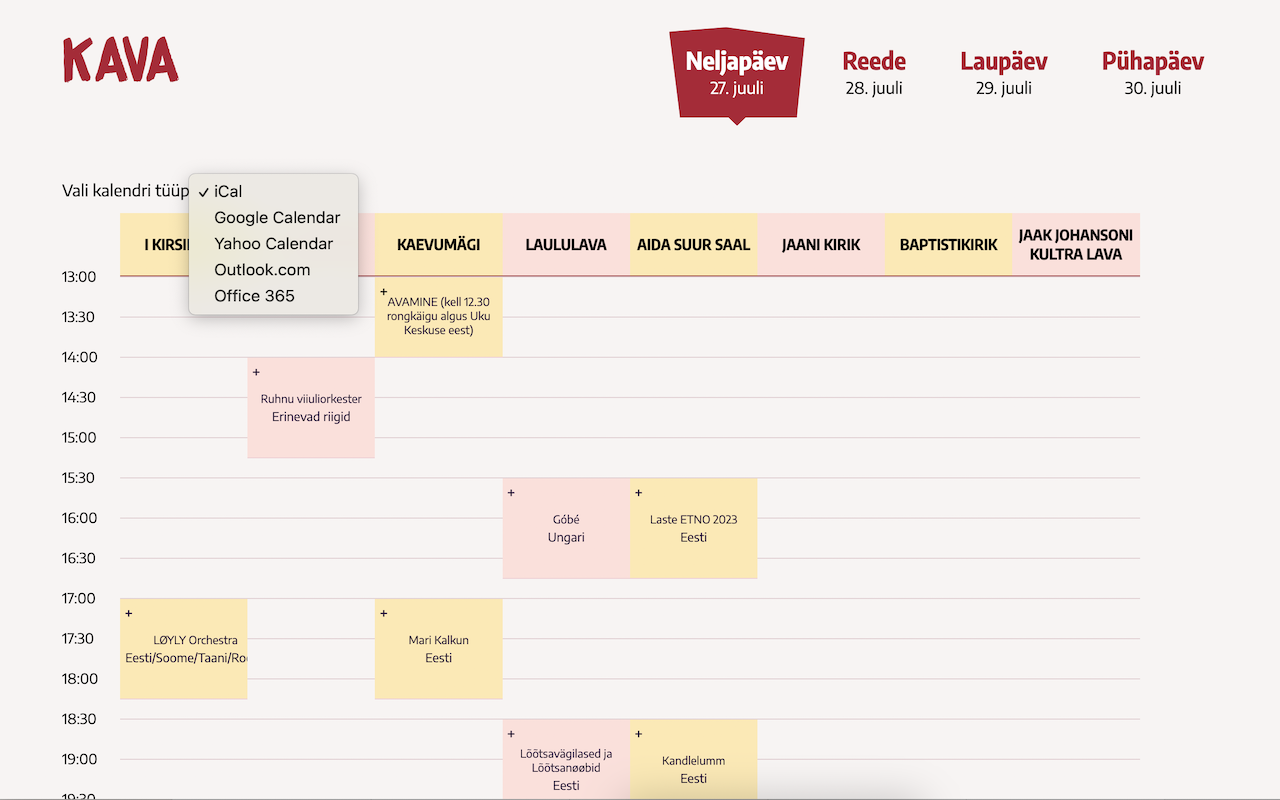 KAVA
Neljapäev
27. juuli
Reede
28. juuli
Laupäev
29. juuli
Pühapäev
30. juuli
Vali kalendri tüüp
✓ iCal
Google Calendar
Yahoo Calendar
Outlook.com
Office 365
KAEVUMÄGI
LAULULAVA
AIDA SUUR SAAL
JAANI KIRIK
BAPTISTIKIRIK
JAAK JOHANSONI
KULTRA LAVA
13:00
+
AVAMINE (kell 12.30
rongkäigu algus Uku
Keskuse eest)
13:30
14:00
+
Ruhnu viiuliorkester
Erinevad riigid
14:30
15:00
15:30
+
Góbé
Ungari
+
Laste ETNO 2023
Eesti
16:00
16:30
17:00
+
LØYLY Orchestra
Eesti/Soome/Taani/Ro
+
Mari Kalkun
Eesti
17:30
18:00
18:30
+
Lõõtsavägilased ja
Lõõtsanøøbid
Eesti
+
Kandlelumm
Eesti
19:00
19:30